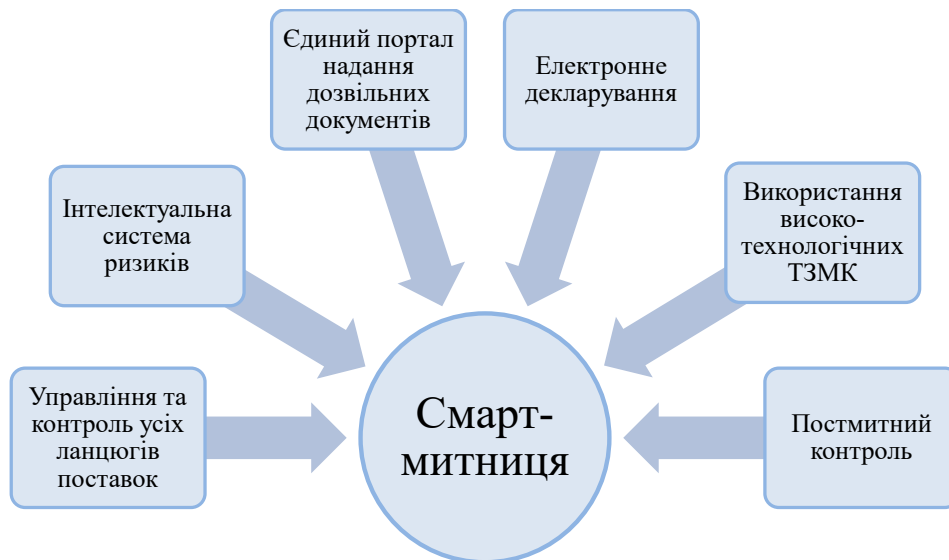 Єдиний портал
надання
дозвільних
документів
Електронне
декларування
Інтелектуальна
система
ризиків
Використання
високо-
технологічних
ТЗМК
Управління та
контроль усіх
ланцюгів
поставок
Смарт-
митниця
Постмитний
контроль